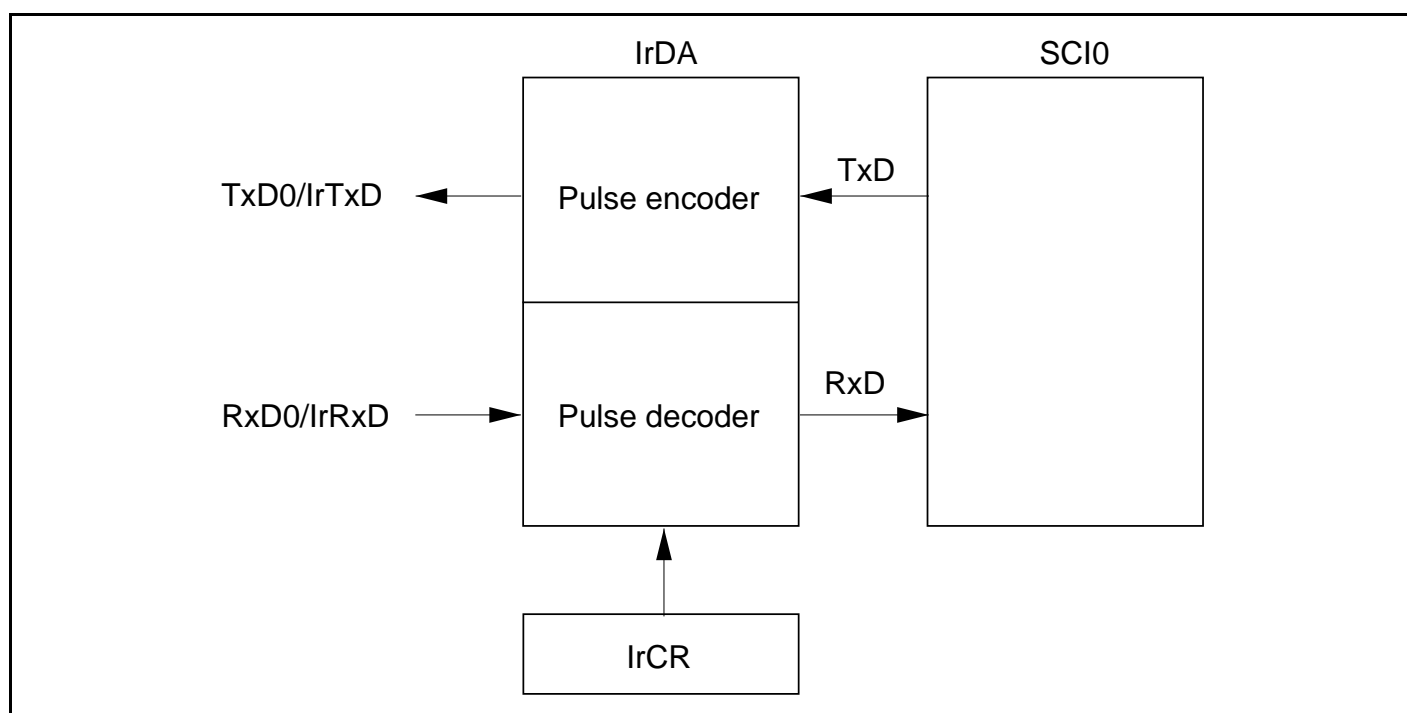 IrDA
SCI0
TxD
TxD0/IrTxD
Pulse encoder
RxD
RxD0/IrRxD
Pulse decoder
IrCR